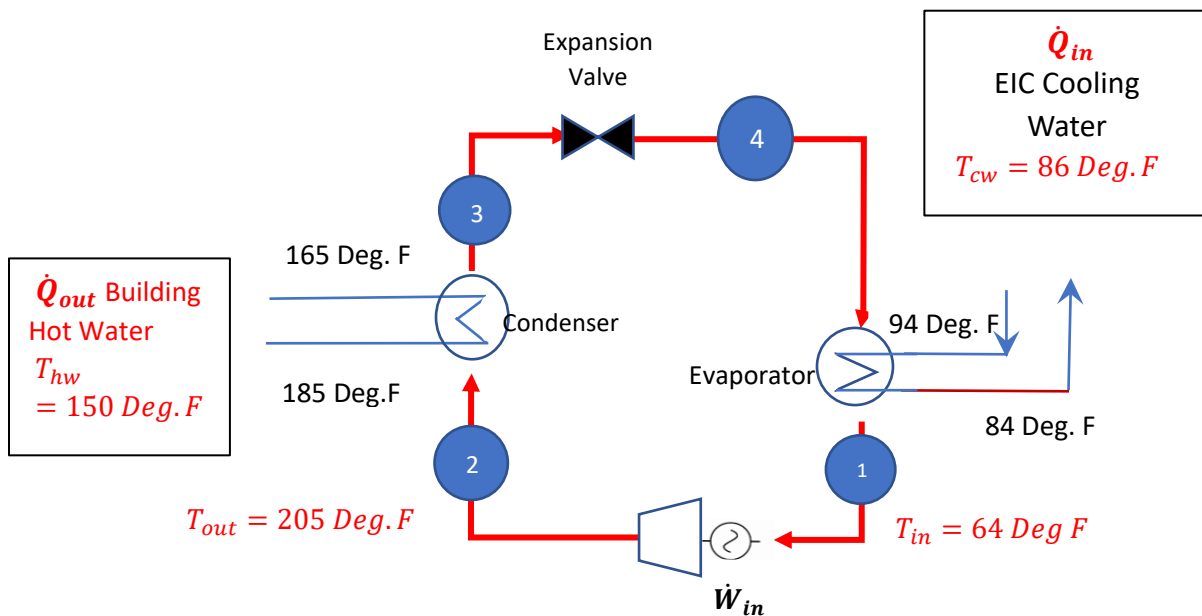 Expansion
Valve
Q̇in
EIC Cooling
Water
Tcw = 86 Deg. F
4
3
165 Deg. F
Q̇out Building
Hot Water
Thw
= 150 Deg. F
Condenser
94 Deg. F
Evaporator
185 Deg.F
84 Deg. F
2
1
Tout = 205 Deg. F
Tin = 64 Deg F
Ẇin